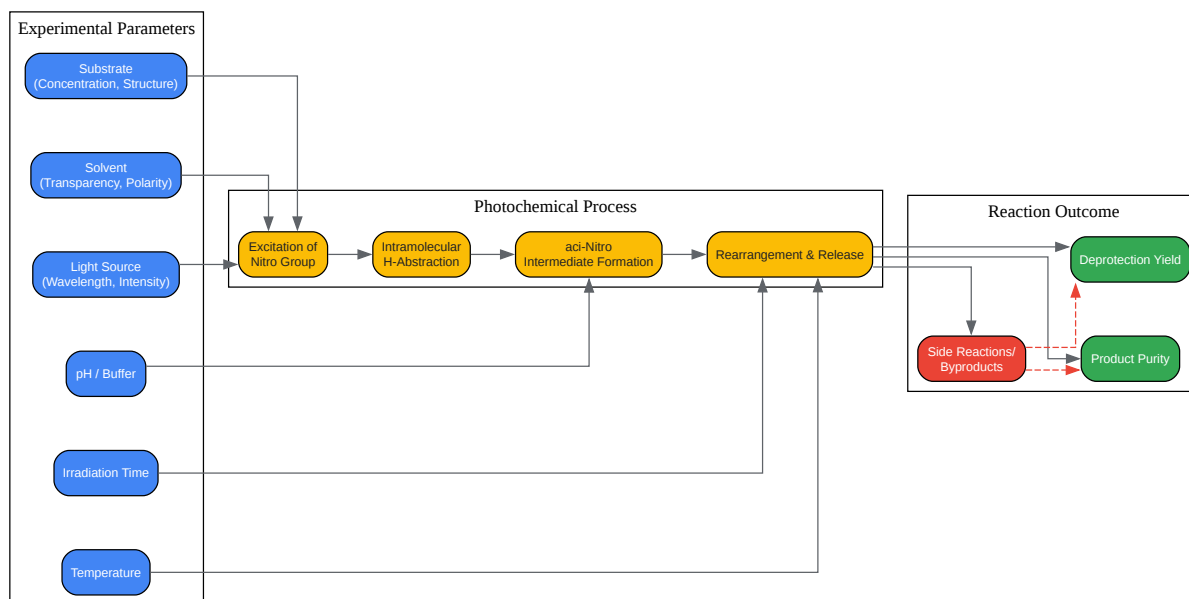 Experimental Parameters
Substrate
(Concentration, Structure)
Solvent
(Transparency, Polarity)
Light Source
(Wavelength, Intensity)
pH / Buffer
Irradiation Time
Temperature
Photochemical Process
Excitation of
Nitro Group
Intramolecular
H-Abstraction
aci-Nitro
Intermediate Formation
Rearrangement & Release
Reaction Outcome
Deprotection Yield
Side Reactions/
Byproducts
Product Purity